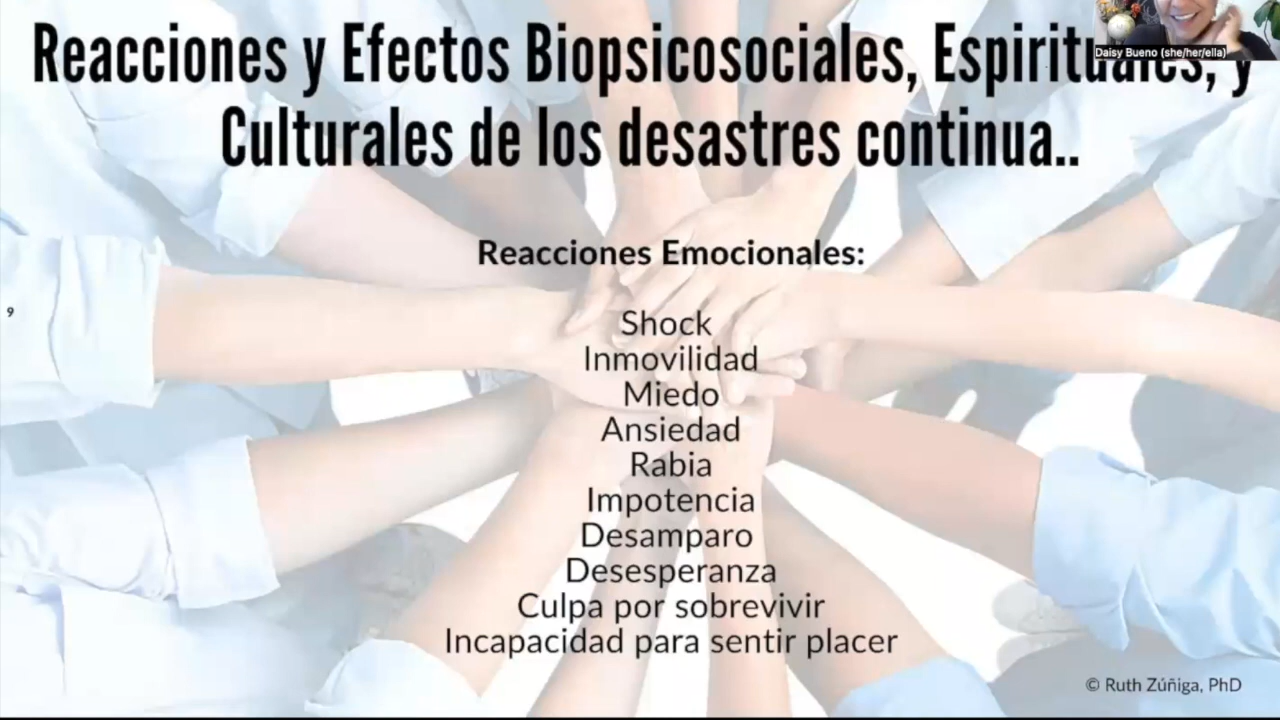 Reacciones y Efectos Biopsicosociales, Espirituales, y
Daisy Bueno (she/her/ella)
Culturales de los desastres continua..
Reacciones Emocionales:
9
Shock
Inmovilidad
Miedo
Ansiedad
Rabia
Impotencia
Desamparo
Desesperanza
Culpa por sobrevivir
Incapacidad para sentir placer
© Ruth Zúñiga, PhD